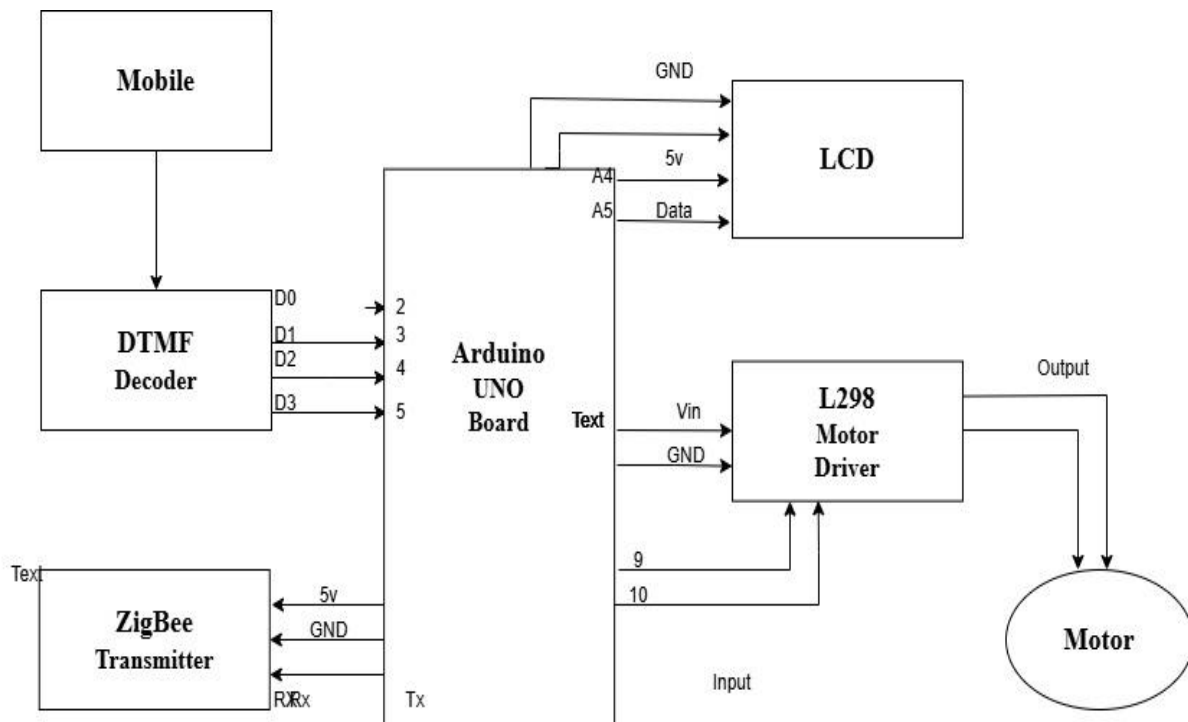 Mobile
GND
LCD
5v
A4
A5
Data
D0
2
D1
3
DTMF
Decoder
D2
4
D3
5
Arduino
UNO
Board
Text
Vin
GND
L298
Motor
Driver
Output
9
10
Text
ZigBee
Transmitter
5v
GND
RXRx
Tx
Input
Motor